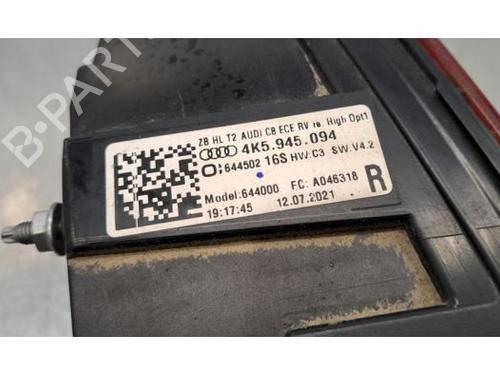 ZB HL T2 AUDI C8 ECE RV re. High Opt1
4K5.945.094
644502 16S HW:C3 SW:V4.2
Model:644000 FC: A046318
19:17:45 12.07.2021 R
B-PARTS